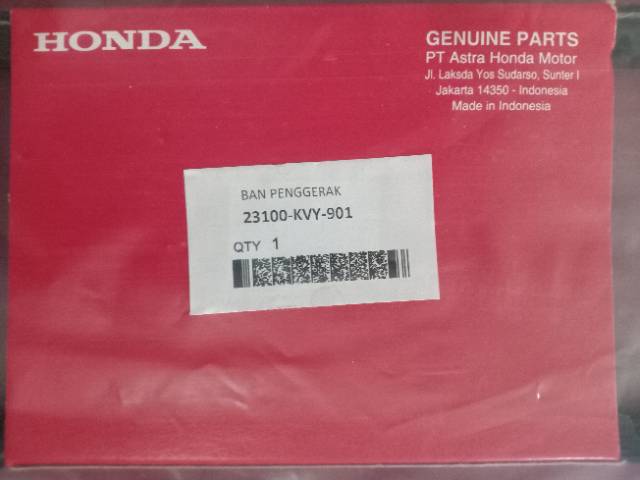 HONDA
GENUINE PARTS
PT Astra Honda Motor
Jl. Laksda Yos Sudarso, Sunter I
Jakarta 14350 - Indonesia
Made in Indonesia
BAN PENGGERAK
23100-KVY-901
QTY 1